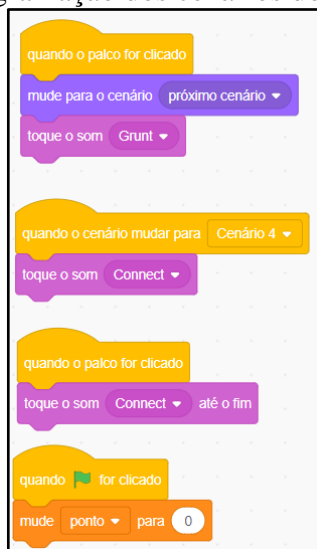 quando o palco for clicado
mude para o cenário próximo cenário
toque o som Grunt
quando o cenário mudar para Cenário 4
toque o som Connect
quando o palco for clicado
toque o som Connect até o fim
quando for clicado
mude ponto para 0